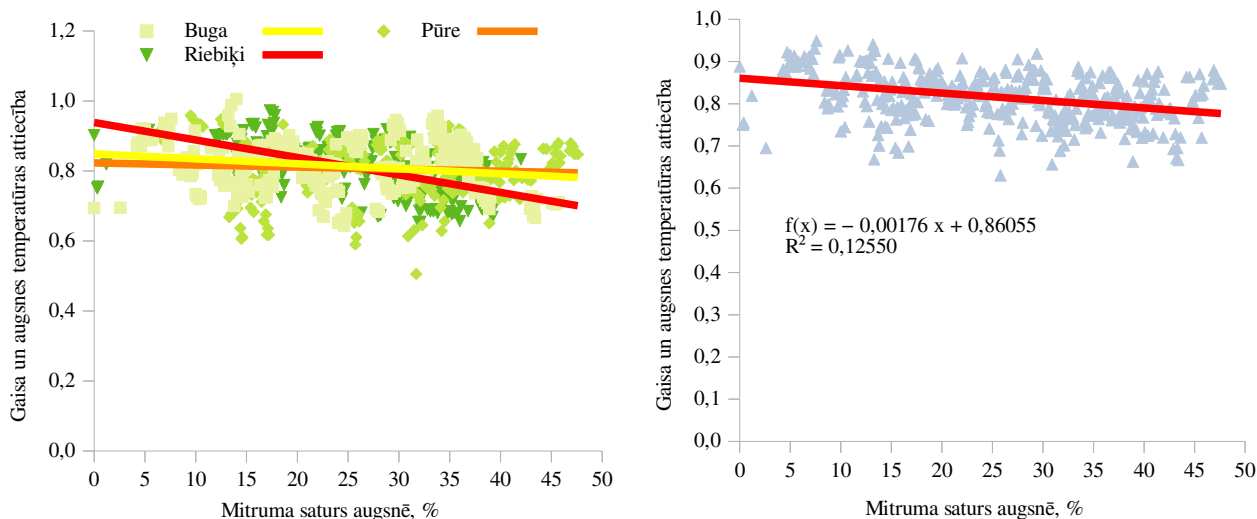 Buga
Pūre
Riebiķi
Gaisa un augsnes temperatūras attiecība
1,2
1,0
0,8
0,6
0,4
0,2
0,0
0 5 10 15 20 25 30 35 40 45 50
Mitruma saturs augsnē, %
Gaisa un augsnes temperatūras attiecība
1,0
0,9
0,8
0,7
0,6
0,5
0,4
0,3
0,2
0,1
0,0
f(x) = − 0,00176 x + 0,86055
R² = 0,12550
0 5 10 15 20 25 30 35 40 45 50
Mitruma saturs augsnē, %